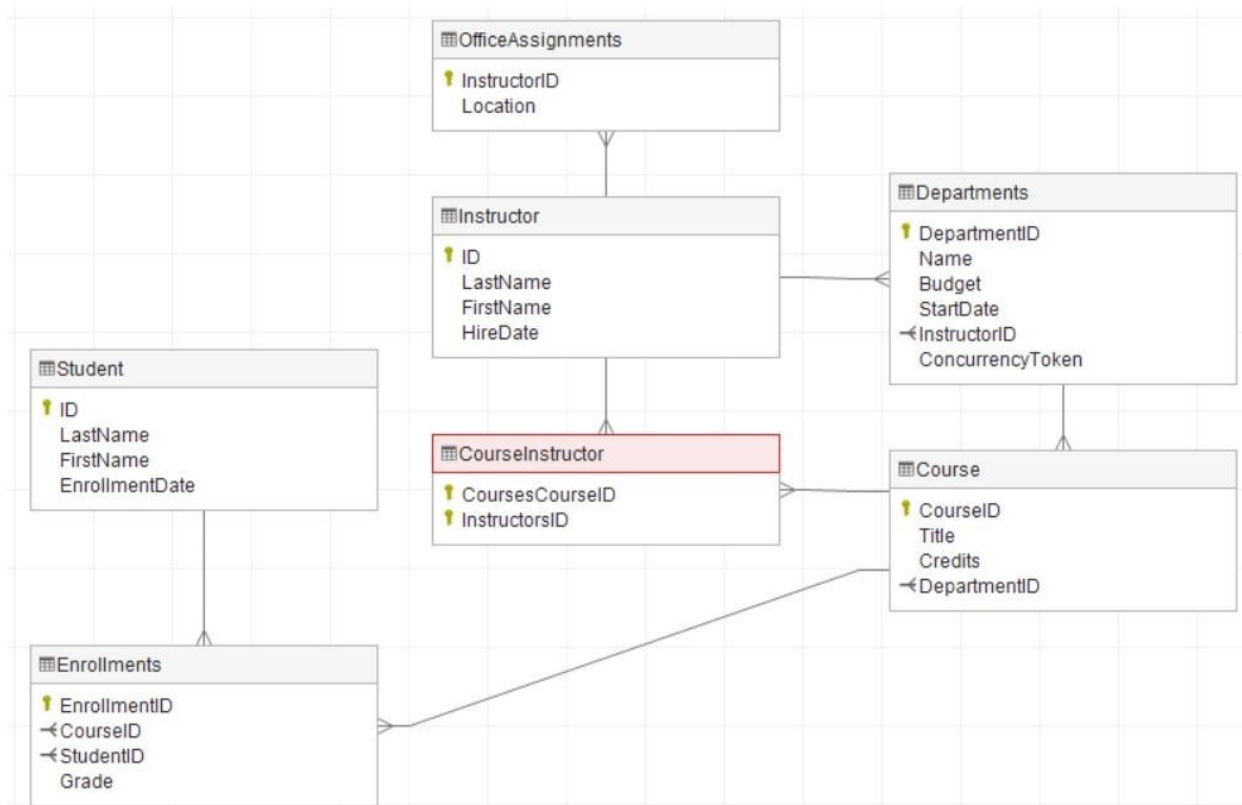 OfficeAssignments
InstructorID
Location
Instructor
ID
LastName
FirstName
HireDate
Departments
DepartmentID
Name
Budget
StartDate
InstructorID
ConcurrencyToken
Student
ID
LastName
FirstName
EnrollmentDate
CourseInstructor
CoursesCourseID
InstructorsID
Course
CourseID
Title
Credits
DepartmentID
Enrollments
EnrollmentID
CourseID
StudentID
Grade